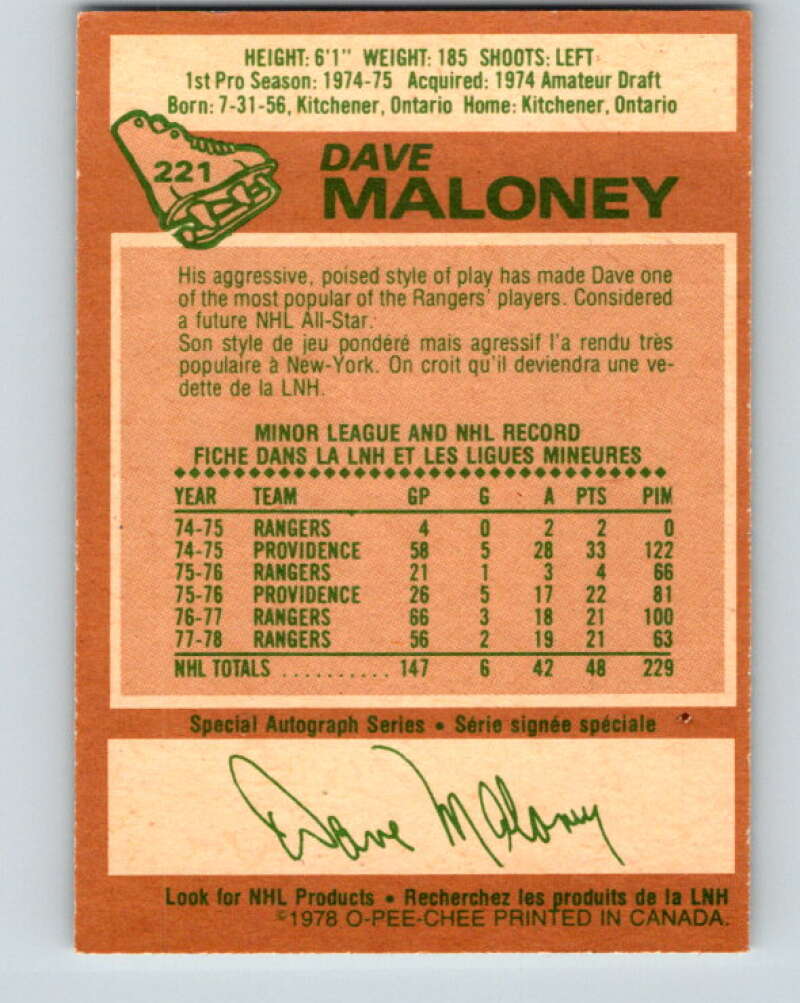 HEIGHT: 6'1" WEIGHT: 185 SHOOTS: LEFT
1st Pro Season: 1974-75 Acquired: 1974 Amateur Draft
Born: 7-31-56, Kitchener, Ontario Home: Kitchener, Ontario
221
DAVE
MALONEY
His aggressive, poised style of play has made Dave one
of the most popular of the Rangers' players. Considered
a future NHL All-Star.
Son style de jeu pondéré mais agressif l'a rendu très
populaire à New-York. On croit qu'il deviendra une ve-
dette de la LNH.
MINOR LEAGUE AND NHL RECORD
FICHE DANS LA LNH ET LES LIGUES MINEURES
YEAR TEAM GP G A PTS PIM
74-75 RANGERS 4 0 2 2 0
74-75 PROVIDENCE 58 5 28 33 122
75-76 RANGERS 21 1 3 4 66
75-76 PROVIDENCE 26 5 17 22 81
76-77 RANGERS 66 3 18 21 100
77-78 RANGERS 56 2 19 21 63
NHL TOTALS .......... 147 6 42 48 229
Special Autograph Series • Série signée spéciale
Dave Maloney
Look for NHL Products • Recherchez les produits de la LNH
©1978 O-PEE-CHEE PRINTED IN CANADA.